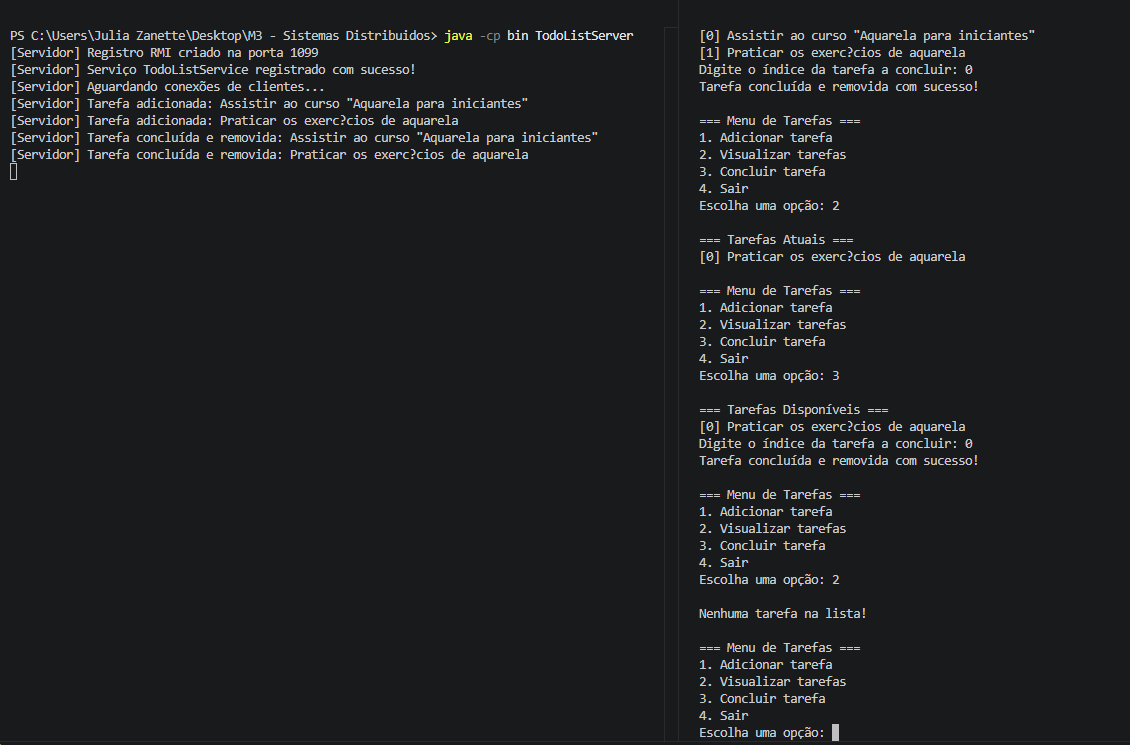 PS C:\Users\Julia Zanette\Desktop\M3 - Sistemas Distribuidos> java -cp bin TodoListServer
[Servidor] Registro RMI criado na porta 1099
[Servidor] Serviço TodoListService registrado com sucesso!
[Servidor] Aguardando conexões de clientes...
[Servidor] Tarefa adicionada: Assistir ao curso "Aquarela para iniciantes"
[Servidor] Tarefa adicionada: Praticar os exerc?cios de aquarela
[Servidor] Tarefa concluída e removida: Assistir ao curso "Aquarela para iniciantes"
[Servidor] Tarefa concluída e removida: Praticar os exerc?cios de aquarela
[0] Assistir ao curso "Aquarela para iniciantes"
[1] Praticar os exerc?cios de aquarela
Digite o índice da tarefa a concluir: 0
Tarefa concluída e removida com sucesso!
=== Menu de Tarefas ===
1. Adicionar tarefa
2. Visualizar tarefas
3. Concluir tarefa
4. Sair
Escolha uma opção: 2
=== Tarefas Atuais ===
[0] Praticar os exerc?cios de aquarela
=== Menu de Tarefas ===
1. Adicionar tarefa
2. Visualizar tarefas
3. Concluir tarefa
4. Sair
Escolha uma opção: 3
=== Tarefas Disponíveis ===
[0] Praticar os exerc?cios de aquarela
Digite o índice da tarefa a concluir: 0
Tarefa concluída e removida com sucesso!
=== Menu de Tarefas ===
1. Adicionar tarefa
2. Visualizar tarefas
3. Concluir tarefa
4. Sair
Escolha uma opção: 2
Nenhuma tarefa na lista!
=== Menu de Tarefas ===
1. Adicionar tarefa
2. Visualizar tarefas
3. Concluir tarefa
4. Sair
Escolha uma opção: